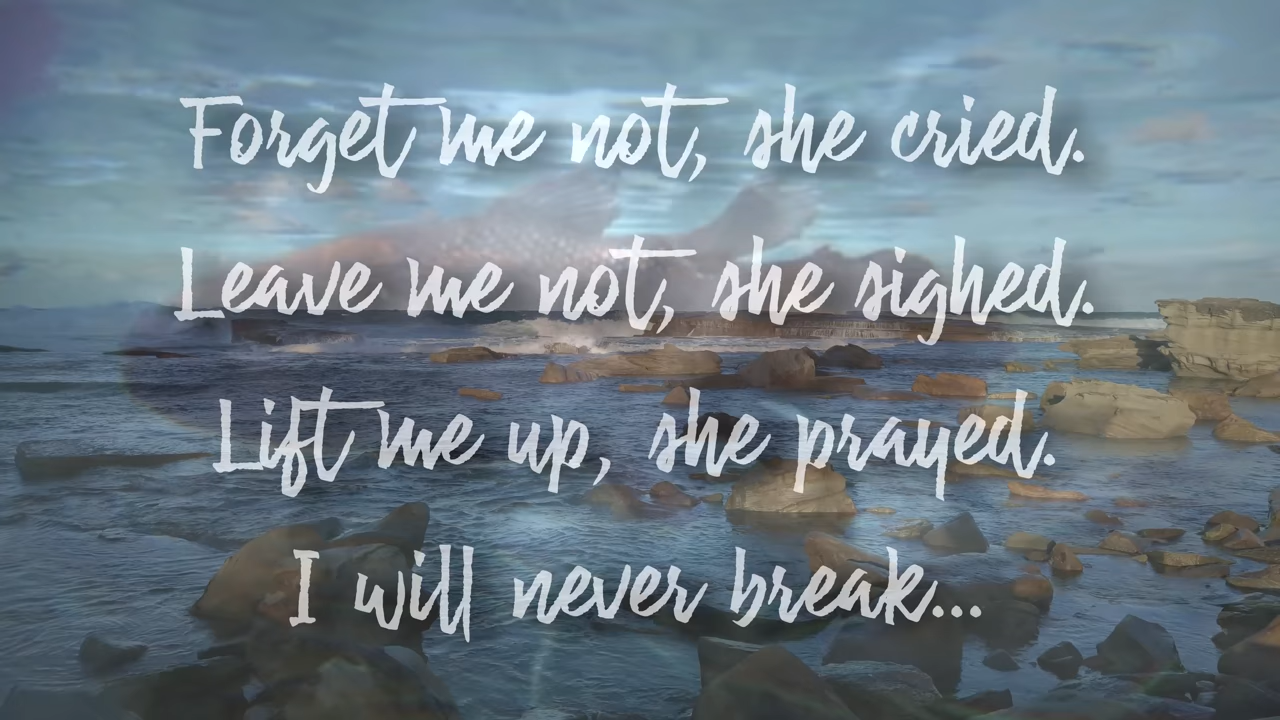 Forget me not, she cried.
Leave me not, she sighed.
Lift me up, she prayed.
I will never break...